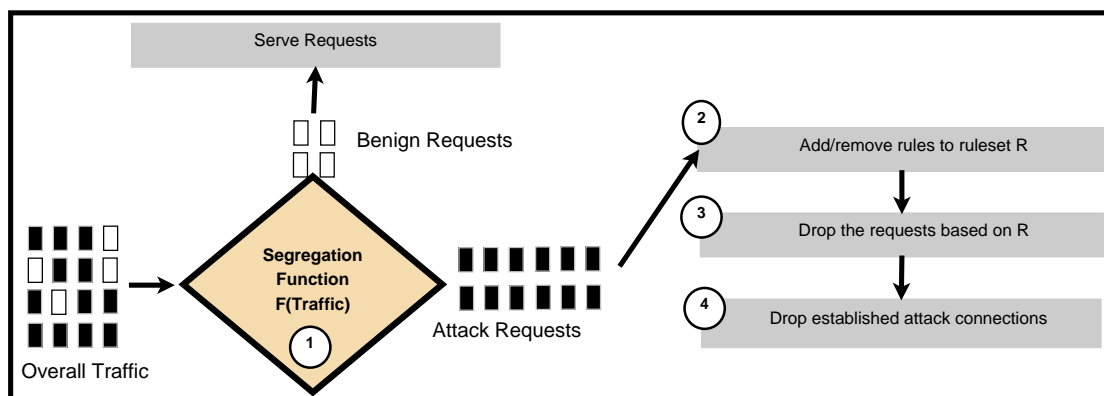 Serve Requests
Benign Requests
Overall Traffic
Segregation
Function
F(Traffic)
1
Attack Requests
2
Add/remove rules to ruleset R
3
Drop the requests based on R
4
Drop established attack connections